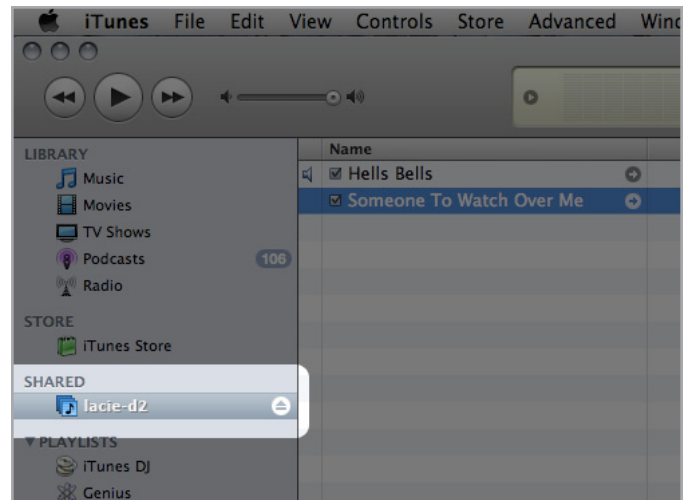 iTunes File Edit View Controls Store Advanced
LIBRARY
Music
Movies
TV Shows
Podcasts 106
Radio
STORE
iTunes Store
SHARED
lacie-d2
PLAYLISTS
iTunes DJ
Genius
Name
Hells Bells
Someone To Watch Over Me